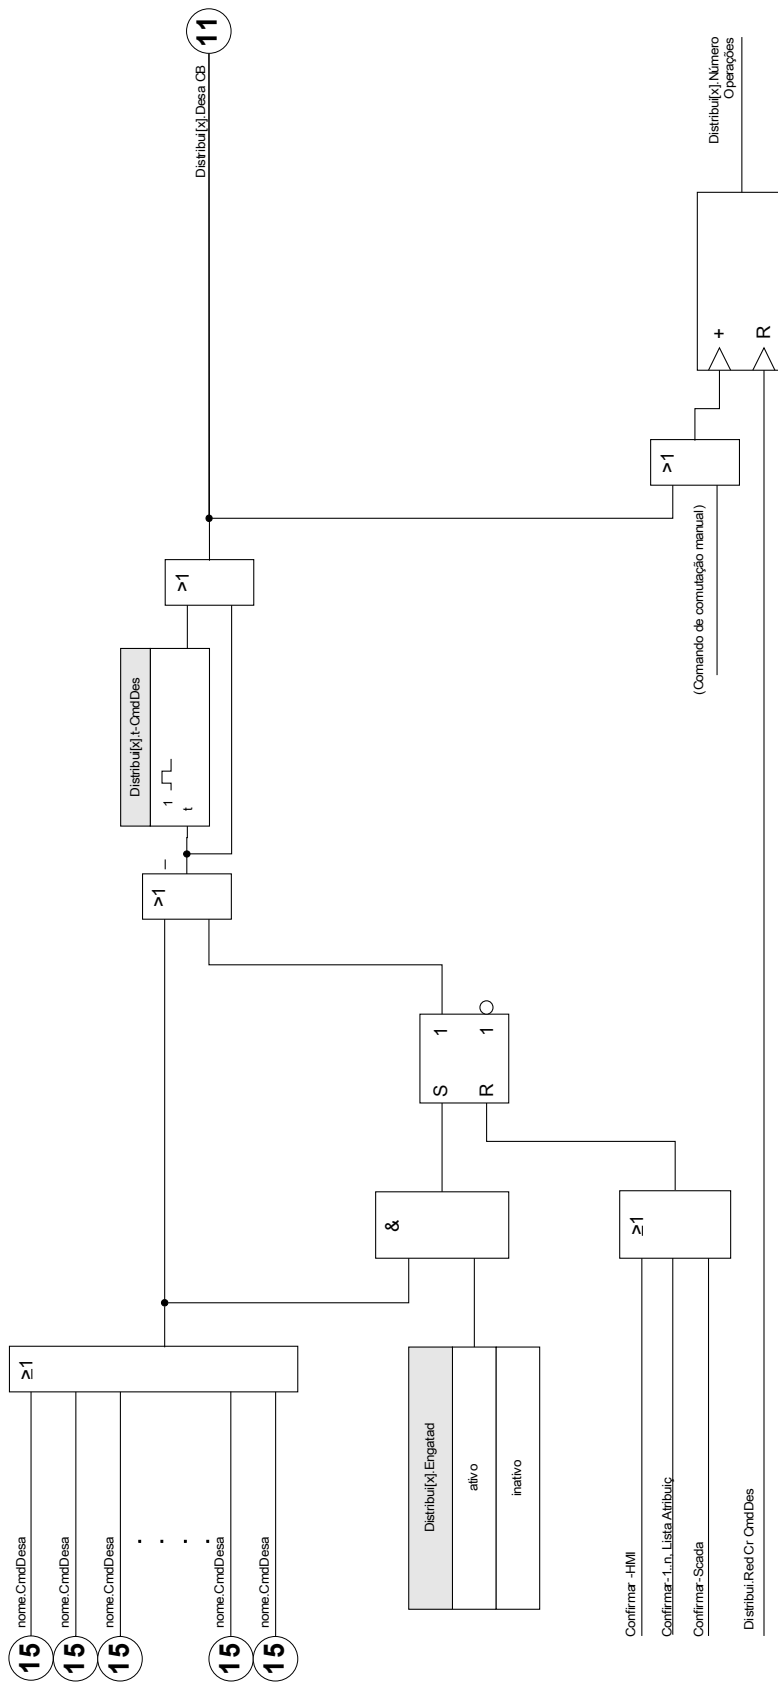 15
nome.CmdDesa
15
nome.CmdDesa
15
nome.CmdDesa
.
.
.
.
15
nome.CmdDesa
15
nome.CmdDesa
≥1
Distribui[x].Engatad
ativo
inativo
&
Confirmar -HMI
Confirmar-1..n, Lista Atribuiç
Confirmar-Scada
≥1
S
R
1
1
>1
Distribui[x].t-CmdDes
1
t
>1
Distribui[x].Desa CB
11
(Comando de comutação manual)
>1
Distribui.Red Cr CmdDes
+
R
Distribui[x].Número
Operações